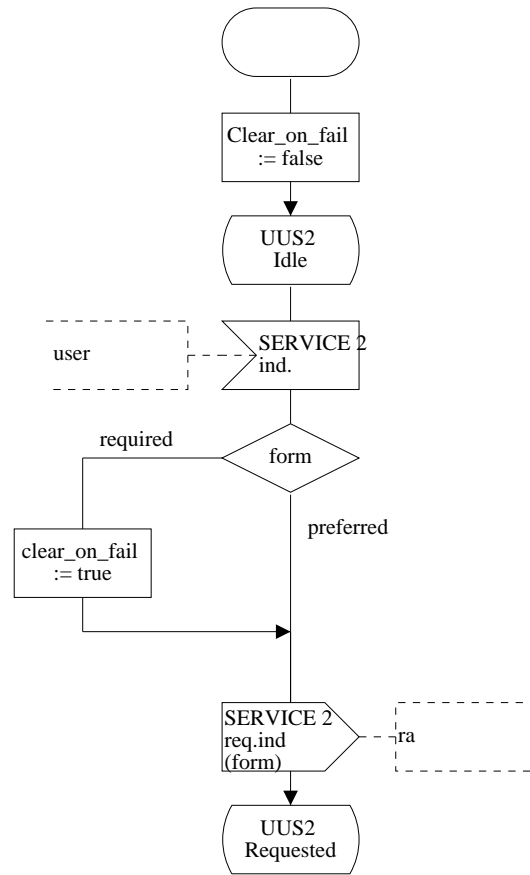 Clear_on_fail
:= false
UUS2
Idle
user
SERVICE 2
ind.
required
form
preferred
clear_on_fail
:= true
SERVICE 2
req.ind
(form)
ra
UUS2
Requested